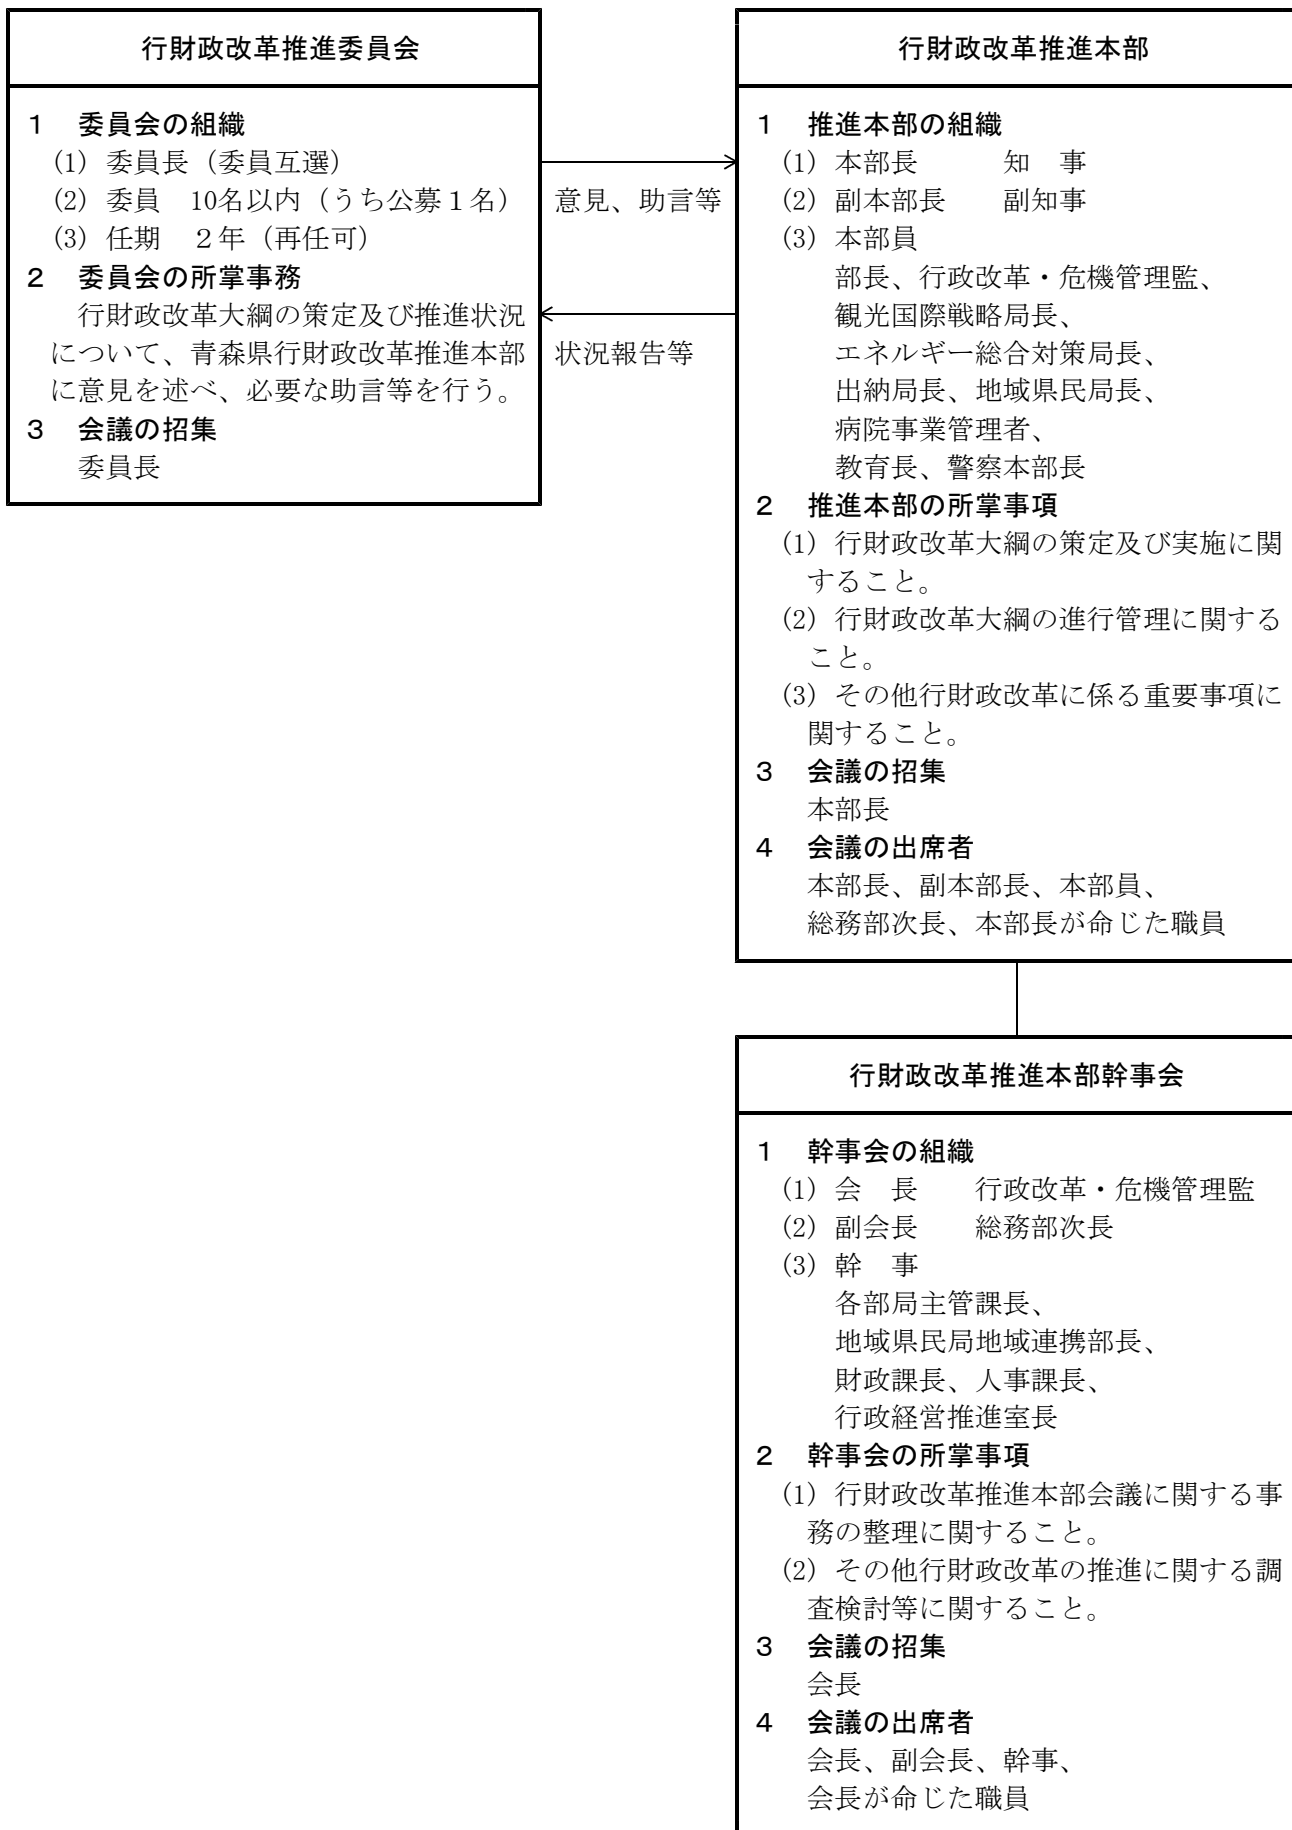 行財政改革推進委員会
1 委員会の組織
(1) 委員長（委員互選）
(2) 委員 10名以内（うち公募１名）
(3) 任期 ２年（再任可）
2 委員会の所掌事務
行財政改革大綱の策定及び推進状況
について、青森県行財政改革推進本部
に意見を述べ、必要な助言等を行う。
3 会議の招集
委員長
意見、助言等
状況報告等
行財政改革推進本部
1 推進本部の組織
(1) 本部長 知 事
(2) 副本部長 副知事
(3) 本部員
部長、行政改革・危機管理監、
観光国際戦略局長、
エネルギー総合対策局長、
出納局長、地域県民局長、
病院事業管理者、
教育長、警察本部長
2 推進本部の所掌事項
(1) 行財政改革大綱の策定及び実施に関
すること。
(2) 行財政改革大綱の進行管理に関する
こと。
(3) その他行財政改革に係る重要事項に
関すること。
3 会議の招集
本部長
4 会議の出席者
本部長、副本部長、本部員、
総務部次長、本部長が命じた職員
行財政改革推進本部幹事会
1 幹事会の組織
(1) 会 長 行政改革・危機管理監
(2) 副会長 総務部次長
(3) 幹 事
各部局主管課長、
地域県民局地域連携部長、
財政課長、人事課長、
行政経営推進室長
2 幹事会の所掌事項
(1) 行財政改革推進本部会議に関する事
務の整理に関すること。
(2) その他行財政改革の推進に関する調
査検討等に関すること。
3 会議の招集
会長
4 会議の出席者
会長、副会長、幹事、
会長が命じた職員